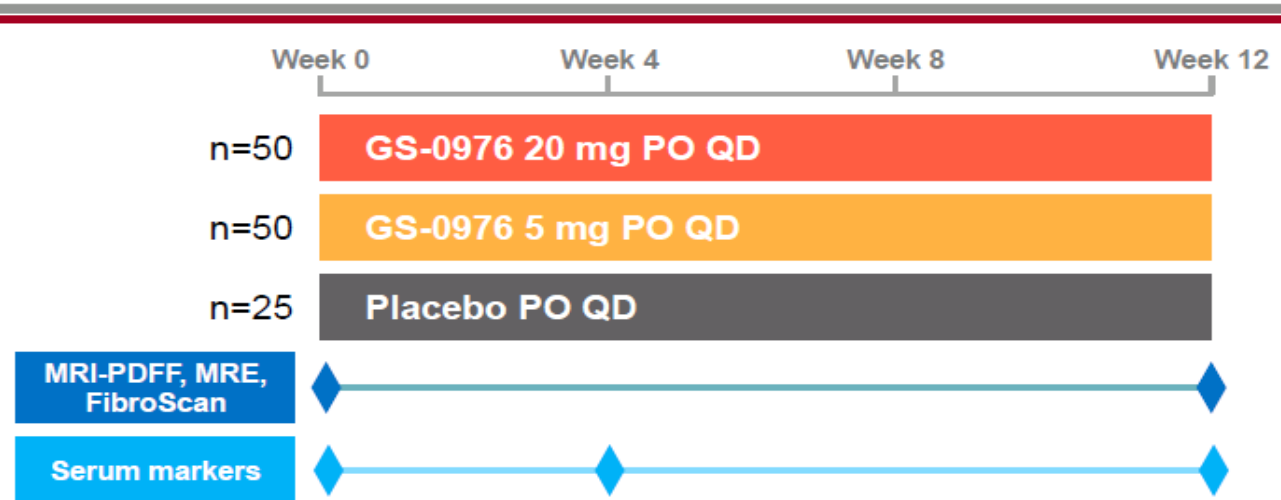 Week 0 Week 4 Week 8 Week 12
n=50 GS-0976 20 mg PO QD
n=50 GS-0976 5 mg PO QD
n=25 Placebo PO QD
MRI-PDFF, MRE,
FibroScan
Serum markers